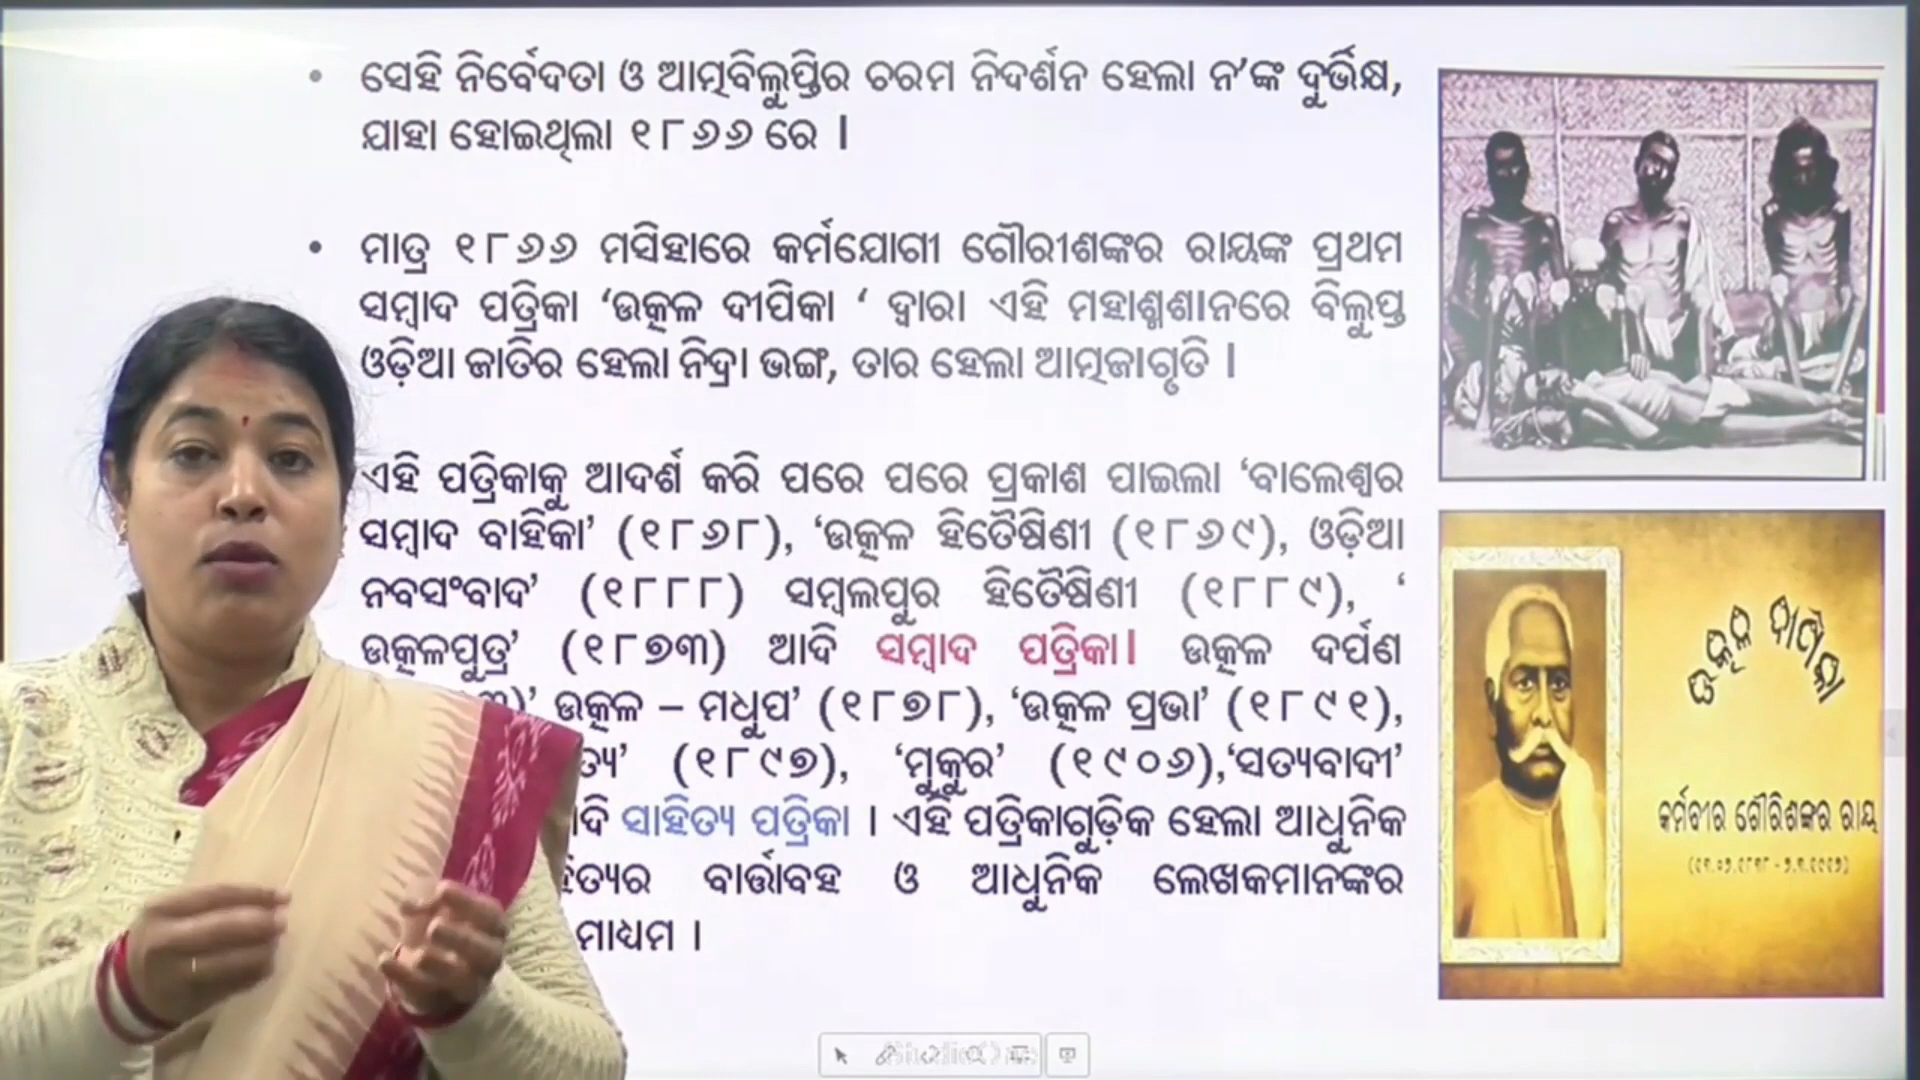 • ସେହି ନିର୍ବେଦତା ଓ ଆତ୍ମବିଲୁପ୍ତିର ଚରମ ନିଦର୍ଶନ ହେଲା ନ'ଙ୍କ ଦୁର୍ଭିକ୍ଷ,
ଯାହା ହୋଇଥିଲା ୧୮୬୬ ରେ ।
• ମାତ୍ର ୧୮୬୬ ମସିହାରେ କର୍ମଯୋଗୀ ଗୌରୀଶଙ୍କର ରାୟଙ୍କ ପ୍ରଥମ
ସମ୍ବାଦ ପତ୍ରିକା ‘ଉତ୍କଳ ଦୀପିକା ‘ ଦ୍ୱାରା ଏହି ମହାଶ୍ମଶାନରେ ବିଲୁପ୍ତ
ଓଡ଼ିଆ ଜାତିର ହେଲା ନିଦ୍ରା ଭଙ୍ଗ, ତାର ହେଲା ଆତ୍ମଜାଗୃତି ।
ଏହି ପତ୍ରିକାକୁ ଆଦର୍ଶ କରି ପରେ ପରେ ପ୍ରକାଶ ପାଇଲା ‘ବାଲେଶ୍ୱର
ସମ୍ବାଦ ବାହିକା’ (୧୮୬୮), ‘ଉତ୍କଳ ହିତୈଷିଣୀ (୧୮୬୯), ଓଡ଼ିଆ
ନବସଂବାଦ’ (୧୮୮୮) ସମ୍ବଲପୁର ହିତୈଷିଣୀ (୧୮୮୯), ‘
ଉତ୍କଳପୁତ୍ର’ (୧୮୭୩) ଆଦି ସମ୍ବାଦ ପତ୍ରିକା। ଉତ୍କଳ ଦର୍ପଣ
୩)’ ଉତ୍କଳ – ମଧୁପ’ (୧୮୭୮), ‘ଉତ୍କଳ ପ୍ରଭା’ (୧୮୯୧),
ତ୍ୟ’ (୧୮୯୭), ‘ମୁକୁର’ (୧୯୦୬),‘ସତ୍ୟବାଦୀ’
ଦି ସାହିତ୍ୟ ପତ୍ରିକା । ଏହି ପତ୍ରିକାଗୁଡ଼ିକ ହେଲା ଆଧୁନିକ
ହିତ୍ୟର ବାର୍ତ୍ତାବହ ଓ ଆଧୁନିକ ଲେଖକମାନଙ୍କର
ମାଧ୍ୟମ ।
ଉତ୍କଳ ଦୀପିକା
କର୍ମବୀର ଗୌରିଶଙ୍କର ରାୟ